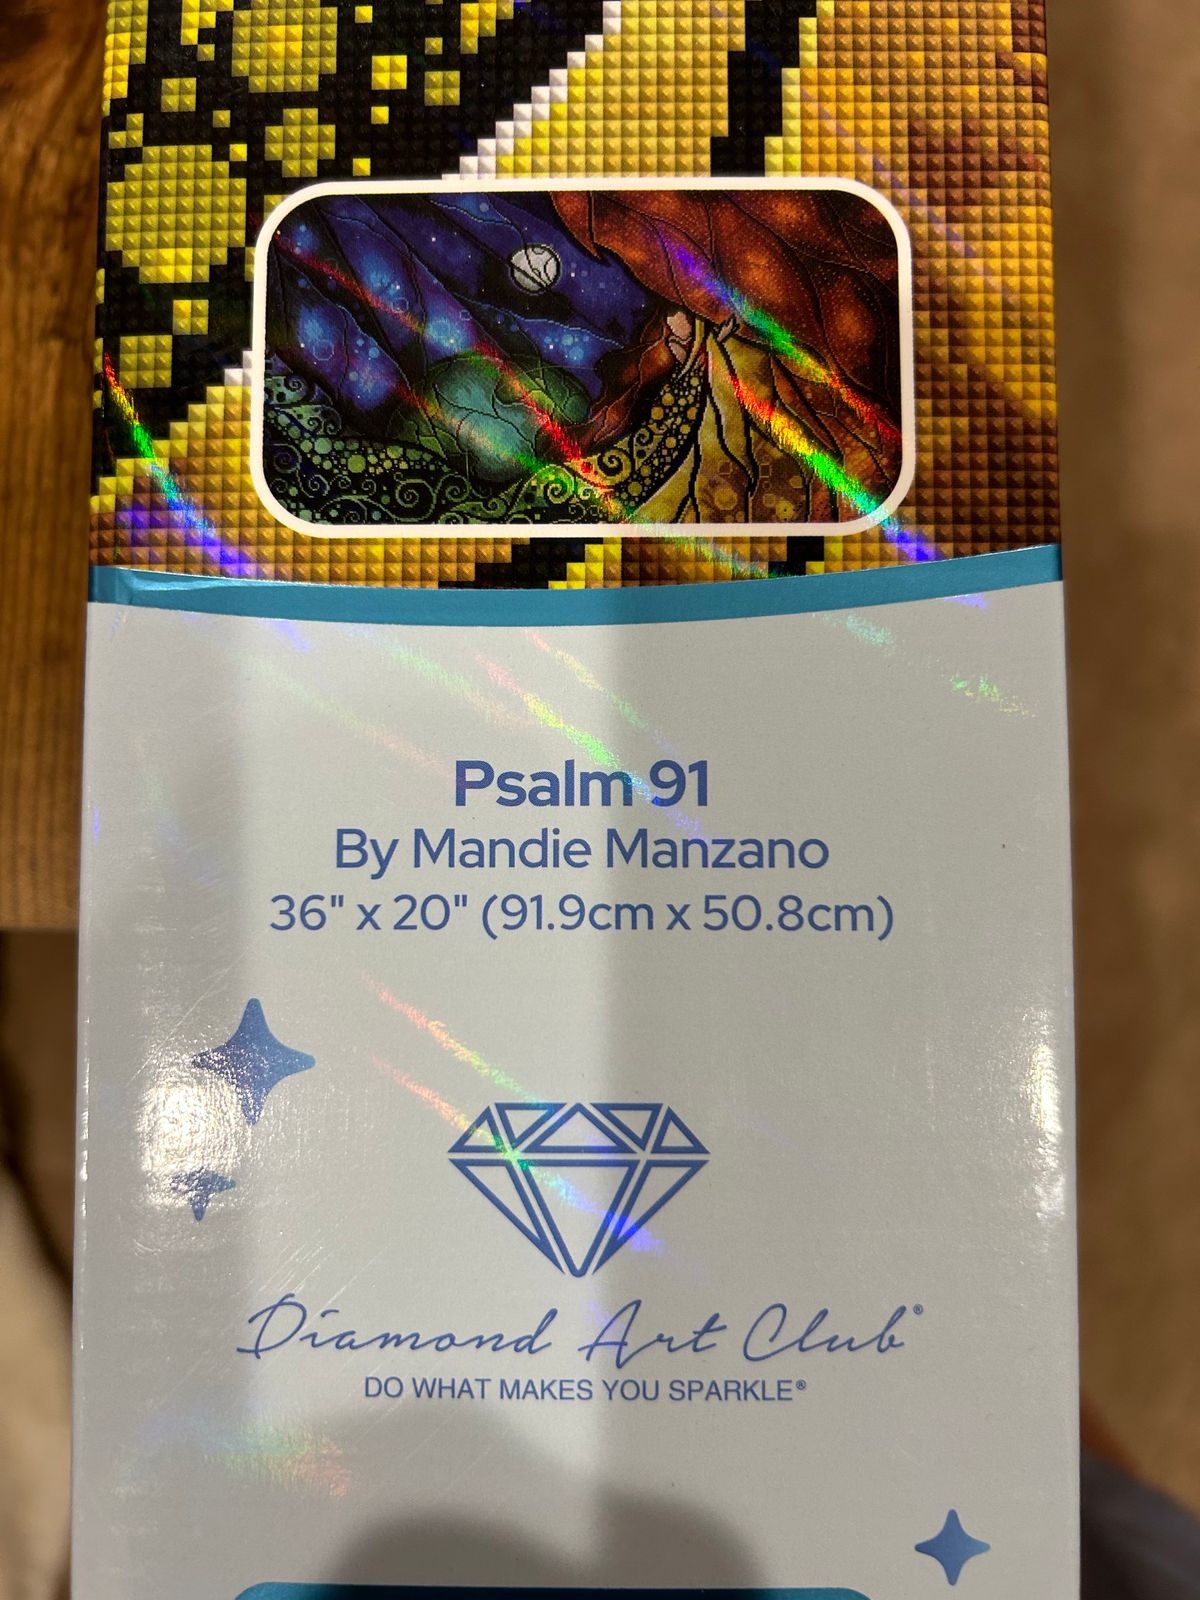 Psalm 91
By Mandie Manzano
36" x 20" (91.9cm x 50.8cm)
Diamond Art Club®
DO WHAT MAKES YOU SPARKLE®